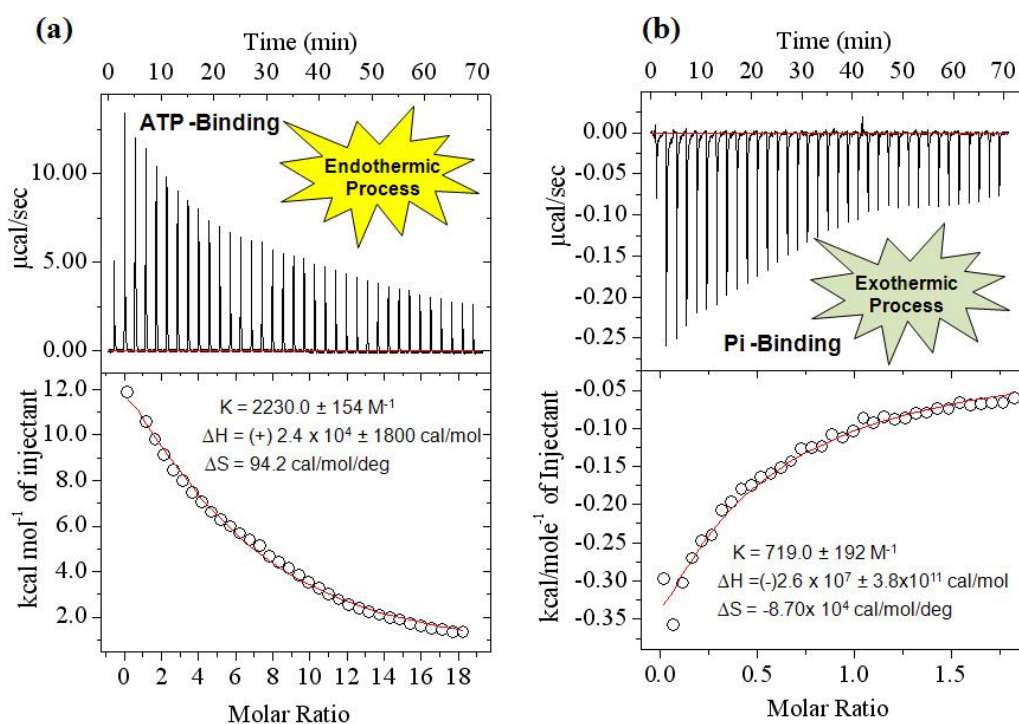 (a)
Time (min)
0 10 20 30 40 50 60 70
ATP -Binding
Endothermic
Process
µcal/sec
10.00
5.00
0.00
kcal mol⁻¹ of injectant
12.0
10.0
8.0
6.0
4.0
2.0
K = 2230.0 ± 154 M⁻¹
ΔH = (+) 2.4 x 10⁴ ± 1800 cal/mol
ΔS = 94.2 cal/mol/deg
0 2 4 6 8 10 12 14 16 18
Molar Ratio
(b)
Time (min)
0 10 20 30 40 50 60 70
µcal/sec
0.00
-0.05
-0.10
-0.15
-0.20
-0.25
Exothermic
Process
Pi-Binding
kcal/mole⁻¹ of Injectant
-0.05
-0.10
-0.15
-0.20
-0.25
-0.30
-0.35
K = 719.0 ± 192 M⁻¹
ΔH =(-)2.6 x 10⁷ ± 3.8x10¹¹ cal/mol
ΔS = -8.70x 10⁴ cal/mol/deg
0.0 0.5 1.0 1.5
Molar Ratio